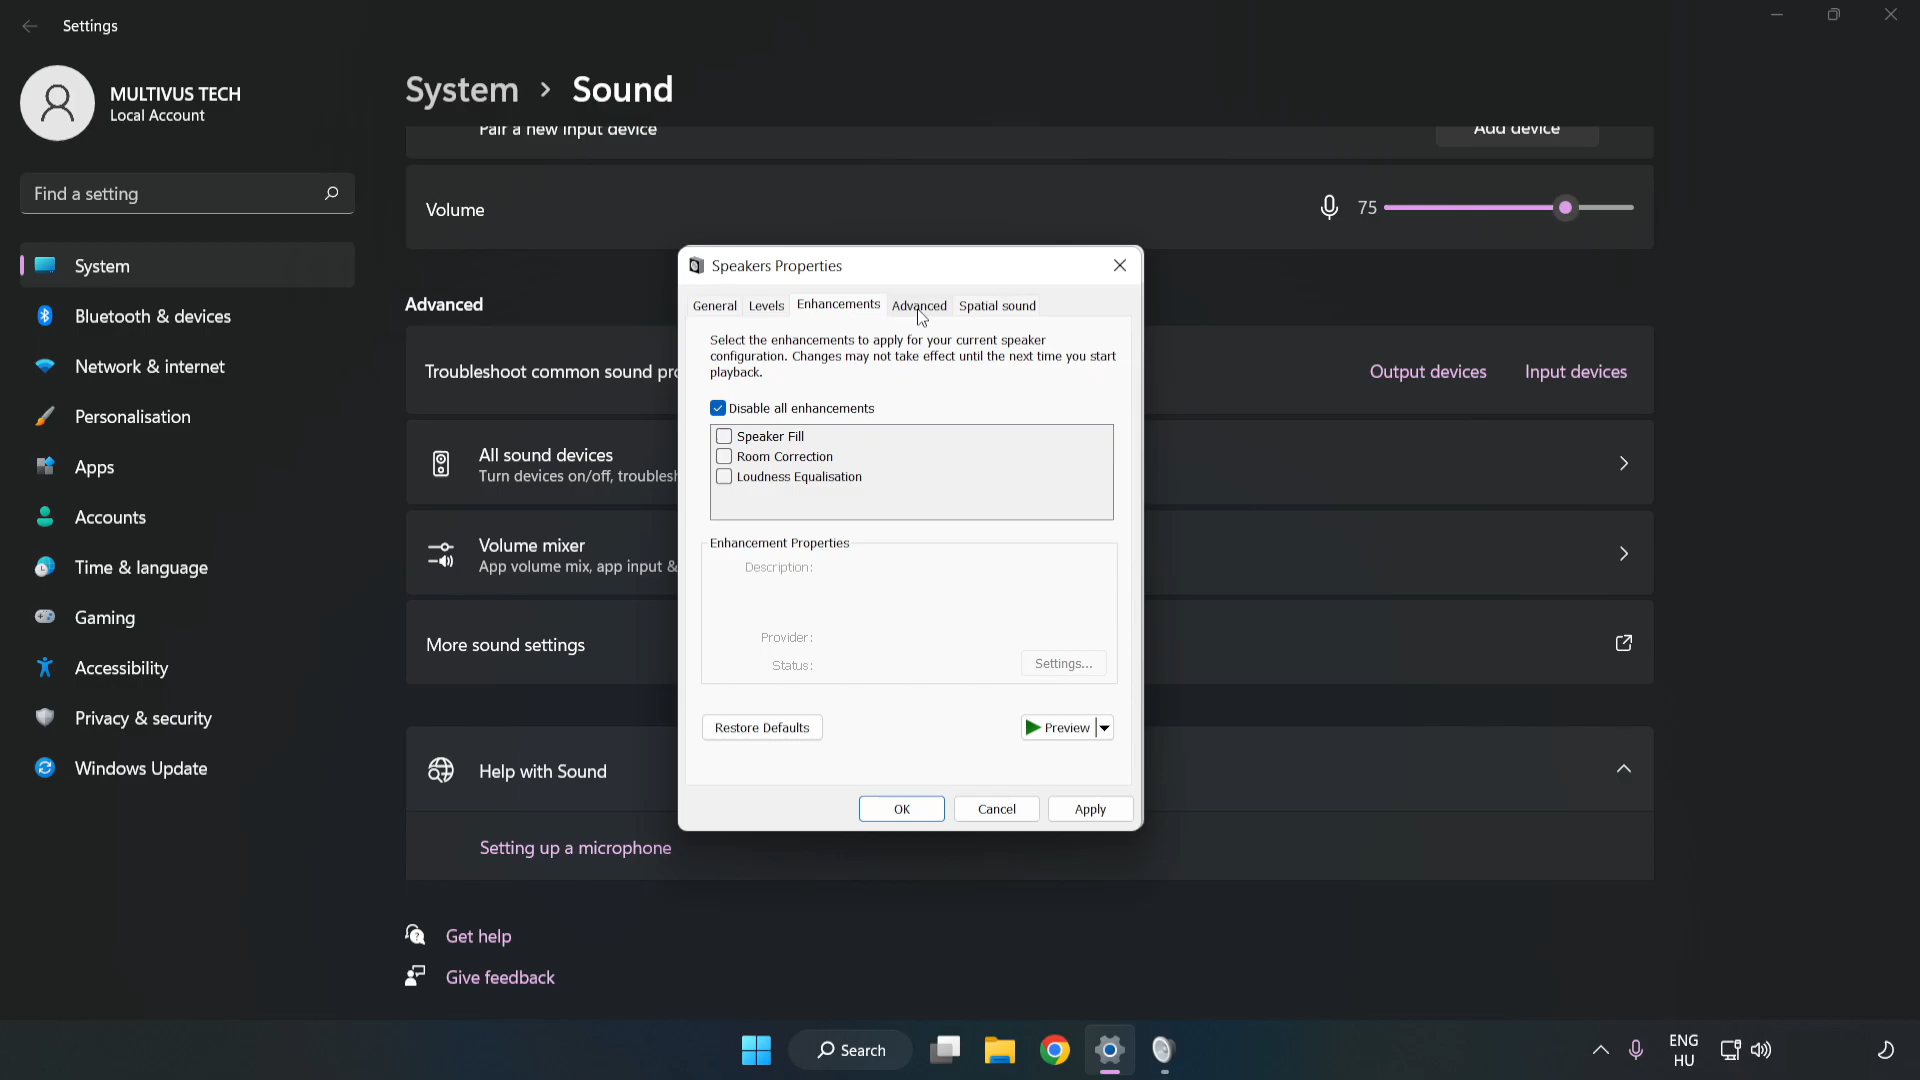 Settings
MULTIVUS TECH
Local Account
Find a setting
System
Bluetooth & devices
Network & internet
Personalisation
Apps
Accounts
Time & language
Gaming
Accessibility
Privacy & security
Windows Update
System > Sound
Pair a new input device
Add device
Volume
75
Advanced
Troubleshoot common sound pro
Output devices
Input devices
All sound devices
Turn devices on/off, troublesh
Volume mixer
App volume mix, app input &
More sound settings
Help with Sound
Setting up a microphone
Get help
Give feedback
Speakers Properties
General Levels Enhancements Advanced Spatial sound
Select the enhancements to apply for your current speaker
configuration. Changes may not take effect until the next time you start
playback.
Disable all enhancements
Speaker Fill
Room Correction
Loudness Equalisation
Enhancement Properties
Description:
Provider:
Status:
Settings...
Restore Defaults
Preview
OK
Cancel
Apply
Search
ENG
HU